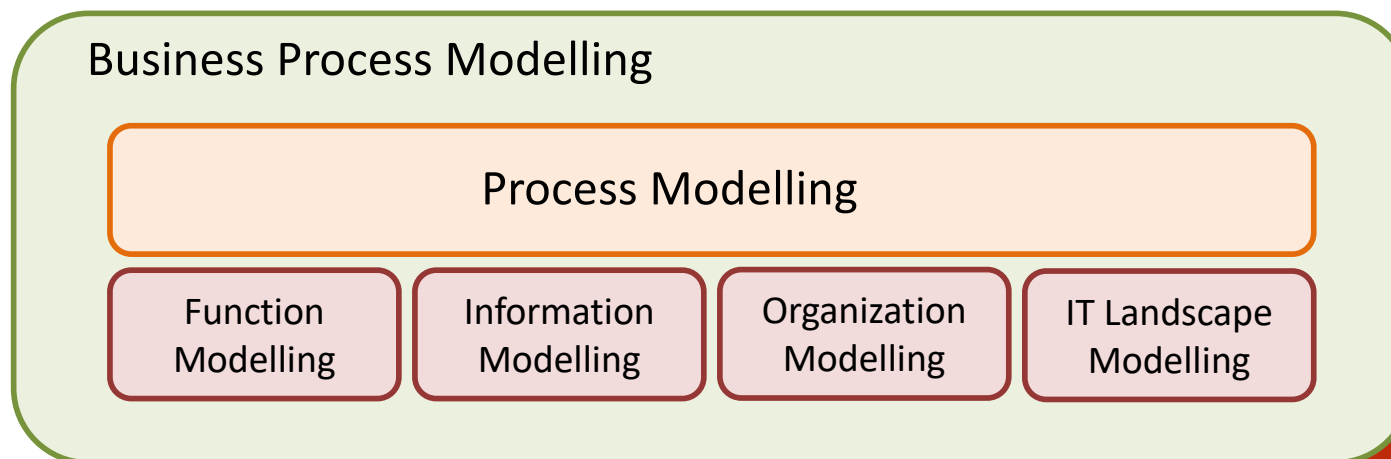 Business Process Modelling
Process Modelling
Function
Modelling
Information
Modelling
Organization
Modelling
IT Landscape
Modelling